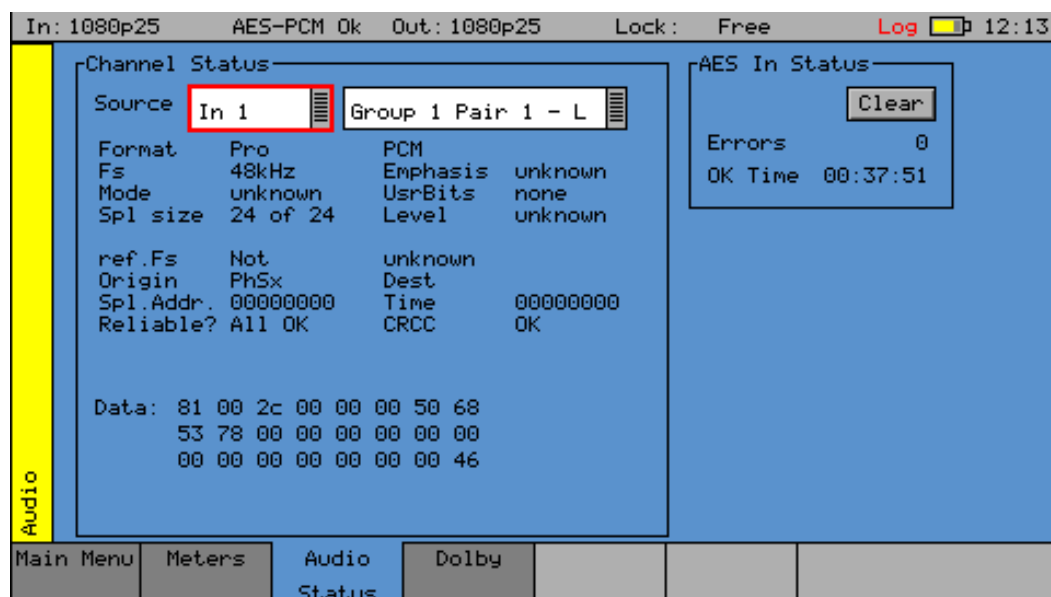 In: 1080p25 AES-PCM Ok Out: 1080p25 Lock: Free Log 12:13
Channel Status
AES In Status
Source In 1 Group 1 Pair 1 - L
Clear
Format Pro PCM
Errors 0
Fs 48kHz Emphasis unknown
OK Time 00:37:51
Mode unknown UsrBits none
Spl size 24 of 24 Level unknown
ref.Fs Not unknown
Origin PhSx Dest
Spl.Addr. 00000000 Time 00000000
Reliable? All OK CRCC OK
Data: 81 00 2c 00 00 00 50 68
53 78 00 00 00 00 00 00
00 00 00 00 00 00 00 46
Audio
Main Menu Meters Audio Status Dolby